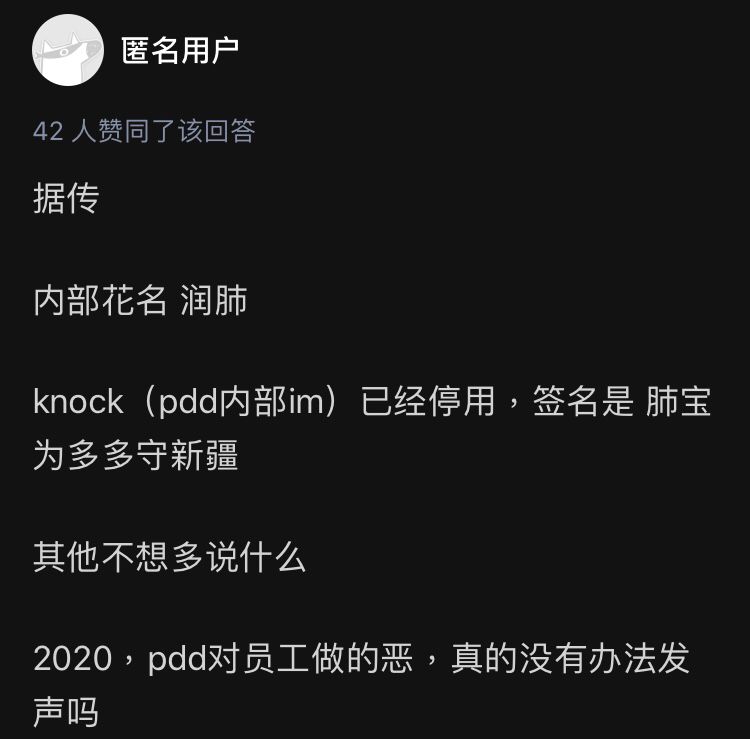 匿名用户
42 人赞同了该回答
据传
内部花名 润肺
knock（pdd内部im）已经停用，签名是 肺宝
为多多守新疆
其他不想多说什么
2020，pdd对员工做的恶，真的没有办法发
声吗